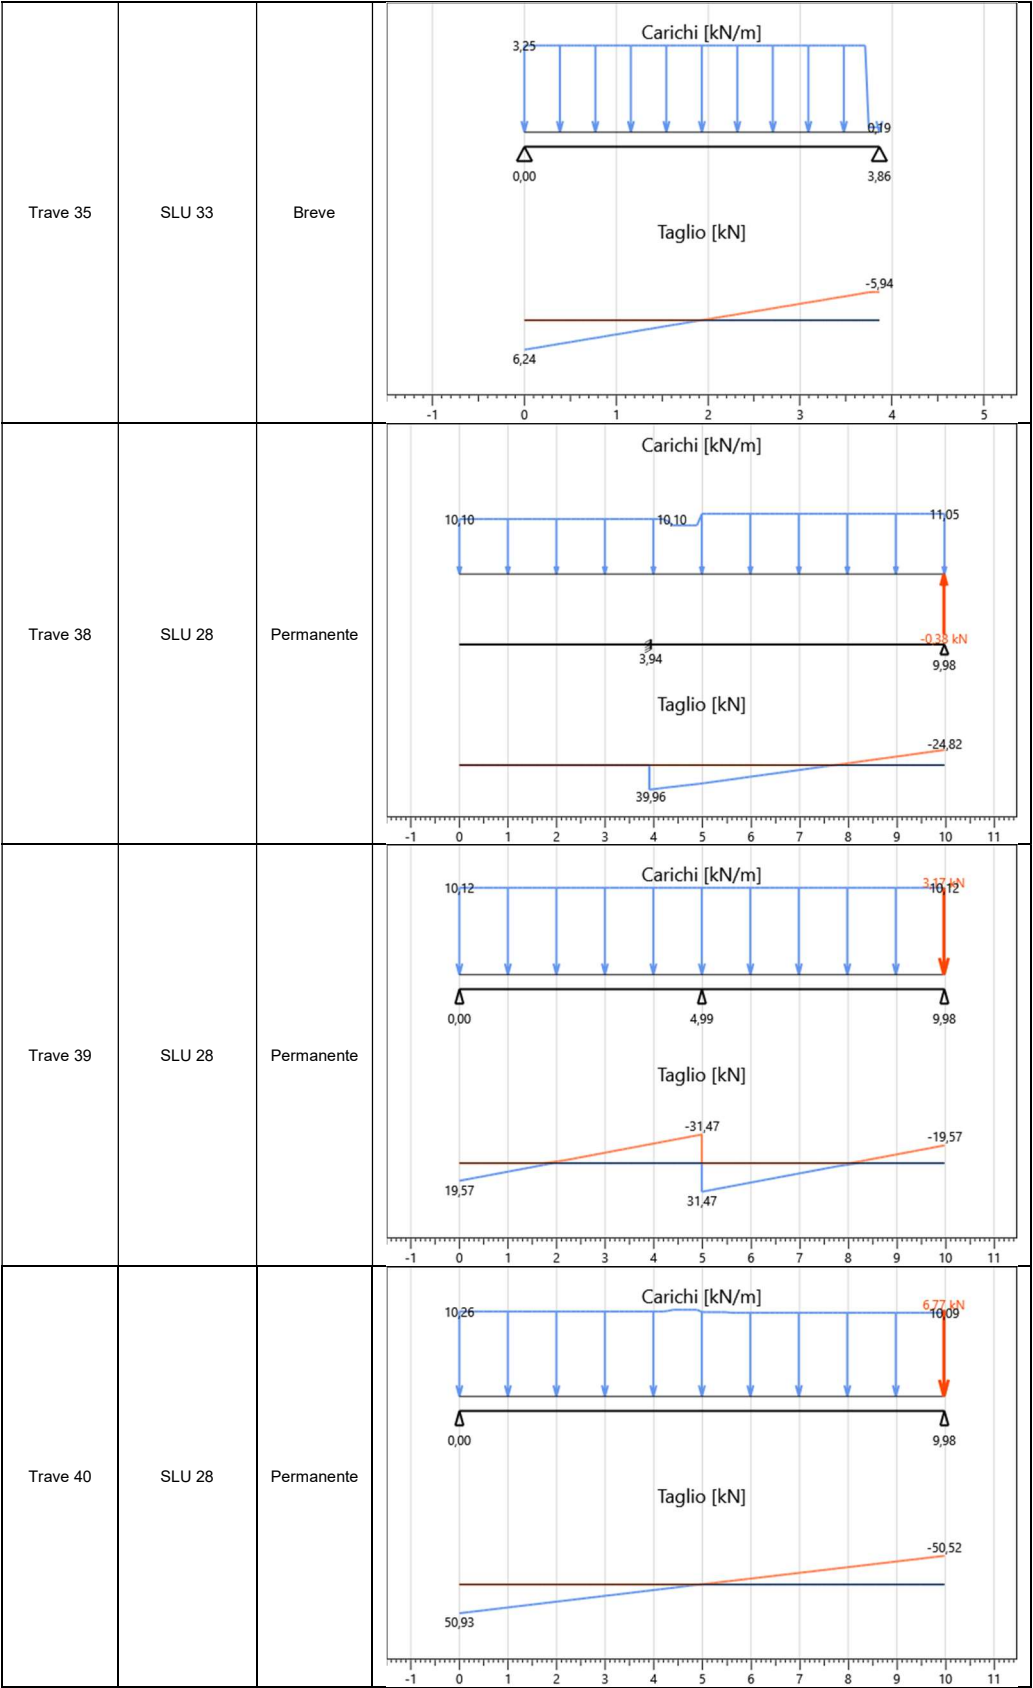 Trave 35
SLU 33
Breve
Carichi [kN/m]
3,25
0,19
0,00
3,86
Taglio [kN]
-5,94
6,24
-1 0 1 2 3 4 5
Trave 38
SLU 28
Permanente
Carichi [kN/m]
10,10
10,10
11,05
-0,38 kN
3,94
9,98
Taglio [kN]
-24,82
39,96
-1 0 1 2 3 4 5 6 7 8 9 10 11
Trave 39
SLU 28
Permanente
Carichi [kN/m]
3,17 kN
10,12
10,12
0,00
4,99
9,98
Taglio [kN]
-31,47
-19,57
19,57
31,47
-1 0 1 2 3 4 5 6 7 8 9 10 11
Trave 40
SLU 28
Permanente
Carichi [kN/m]
6,77 kN
10,26
10,09
0,00
9,98
Taglio [kN]
-50,52
50,93
-1 0 1 2 3 4 5 6 7 8 9 10 11